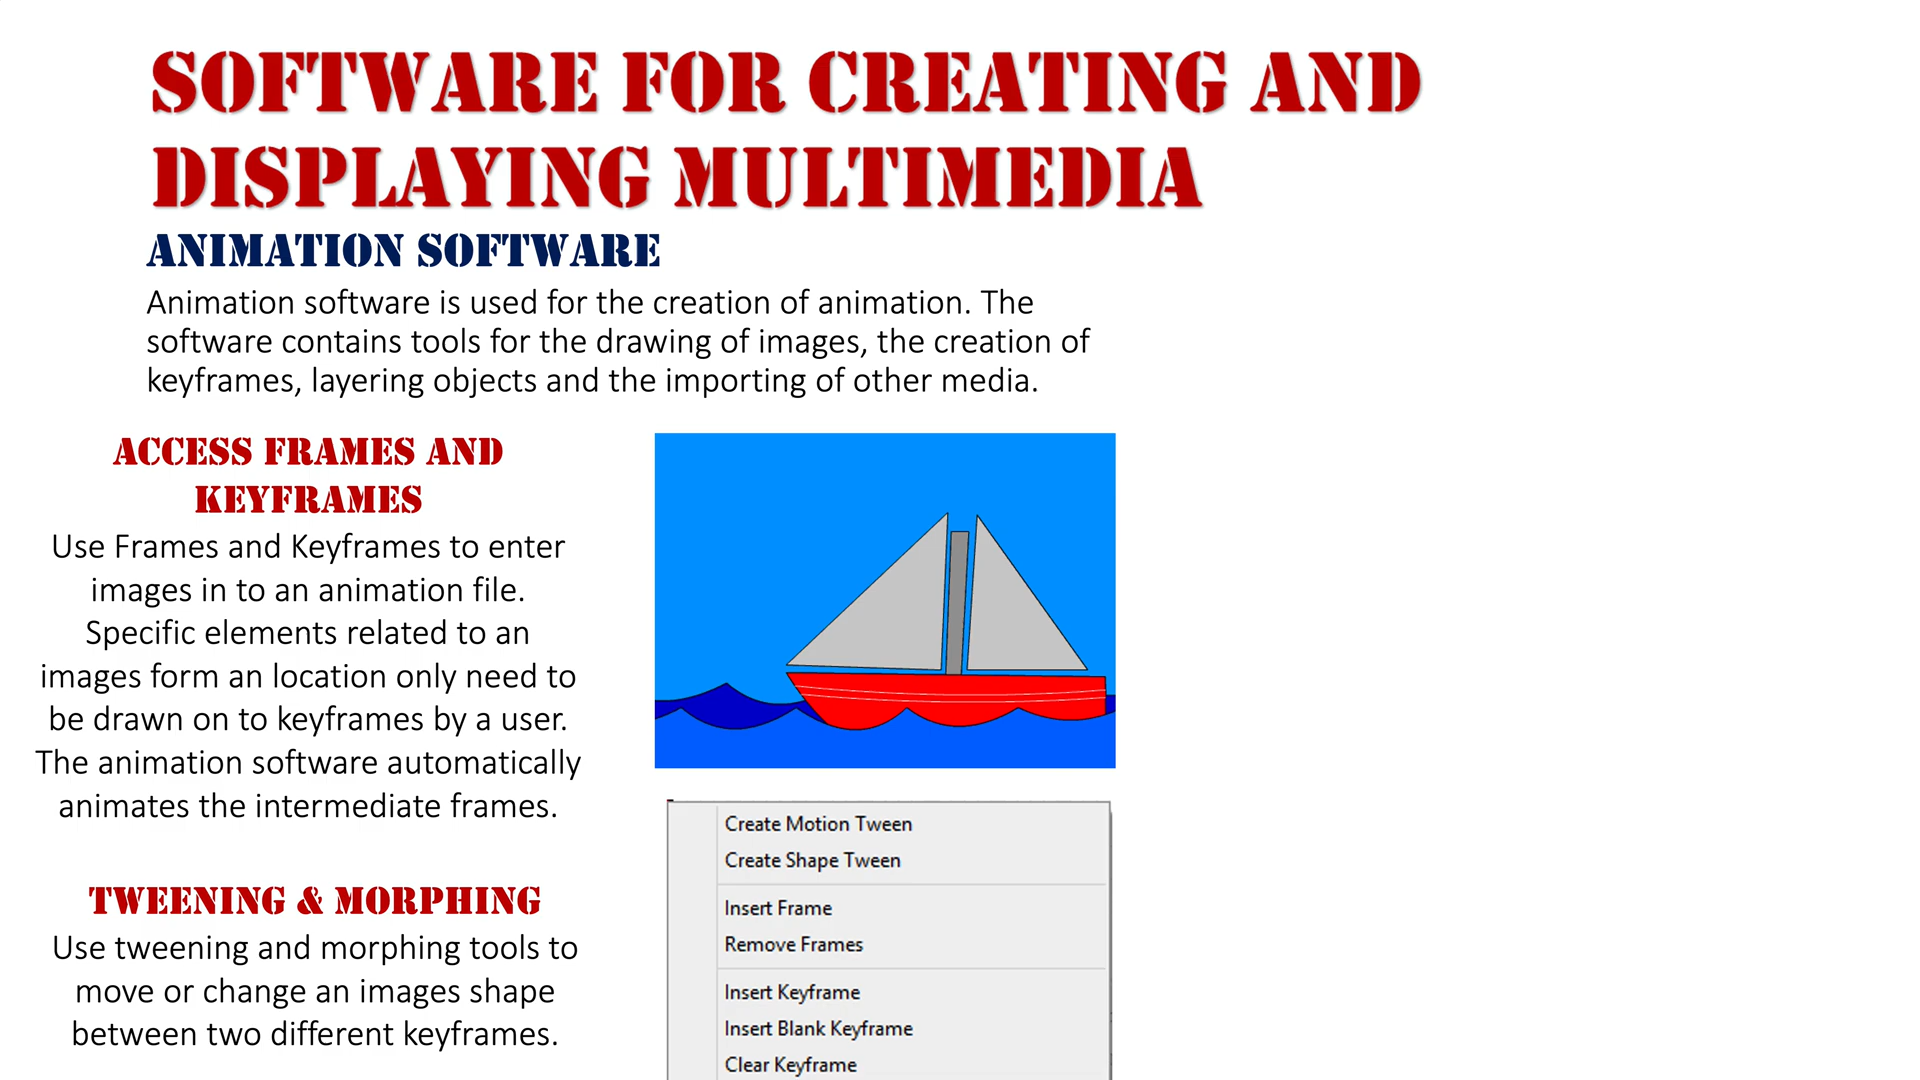 SOFTWARE FOR CREATING AND
DISPLAYING MULTIMEDIA
ANIMATION SOFTWARE
Animation software is used for the creation of animation. The
software contains tools for the drawing of images, the creation of
keyframes, layering objects and the importing of other media.
ACCESS FRAMES AND
KEYFRAMES
Use Frames and Keyframes to enter
images in to an animation file.
Specific elements related to an
images form an location only need to
be drawn on to keyframes by a user.
The animation software automatically
animates the intermediate frames.
TWEENING & MORPHING
Use tweening and morphing tools to
move or change an images shape
between two different keyframes.
Create Motion Tween
Create Shape Tween
Insert Frame
Remove Frames
Insert Keyframe
Insert Blank Keyframe
Clear Keyframe